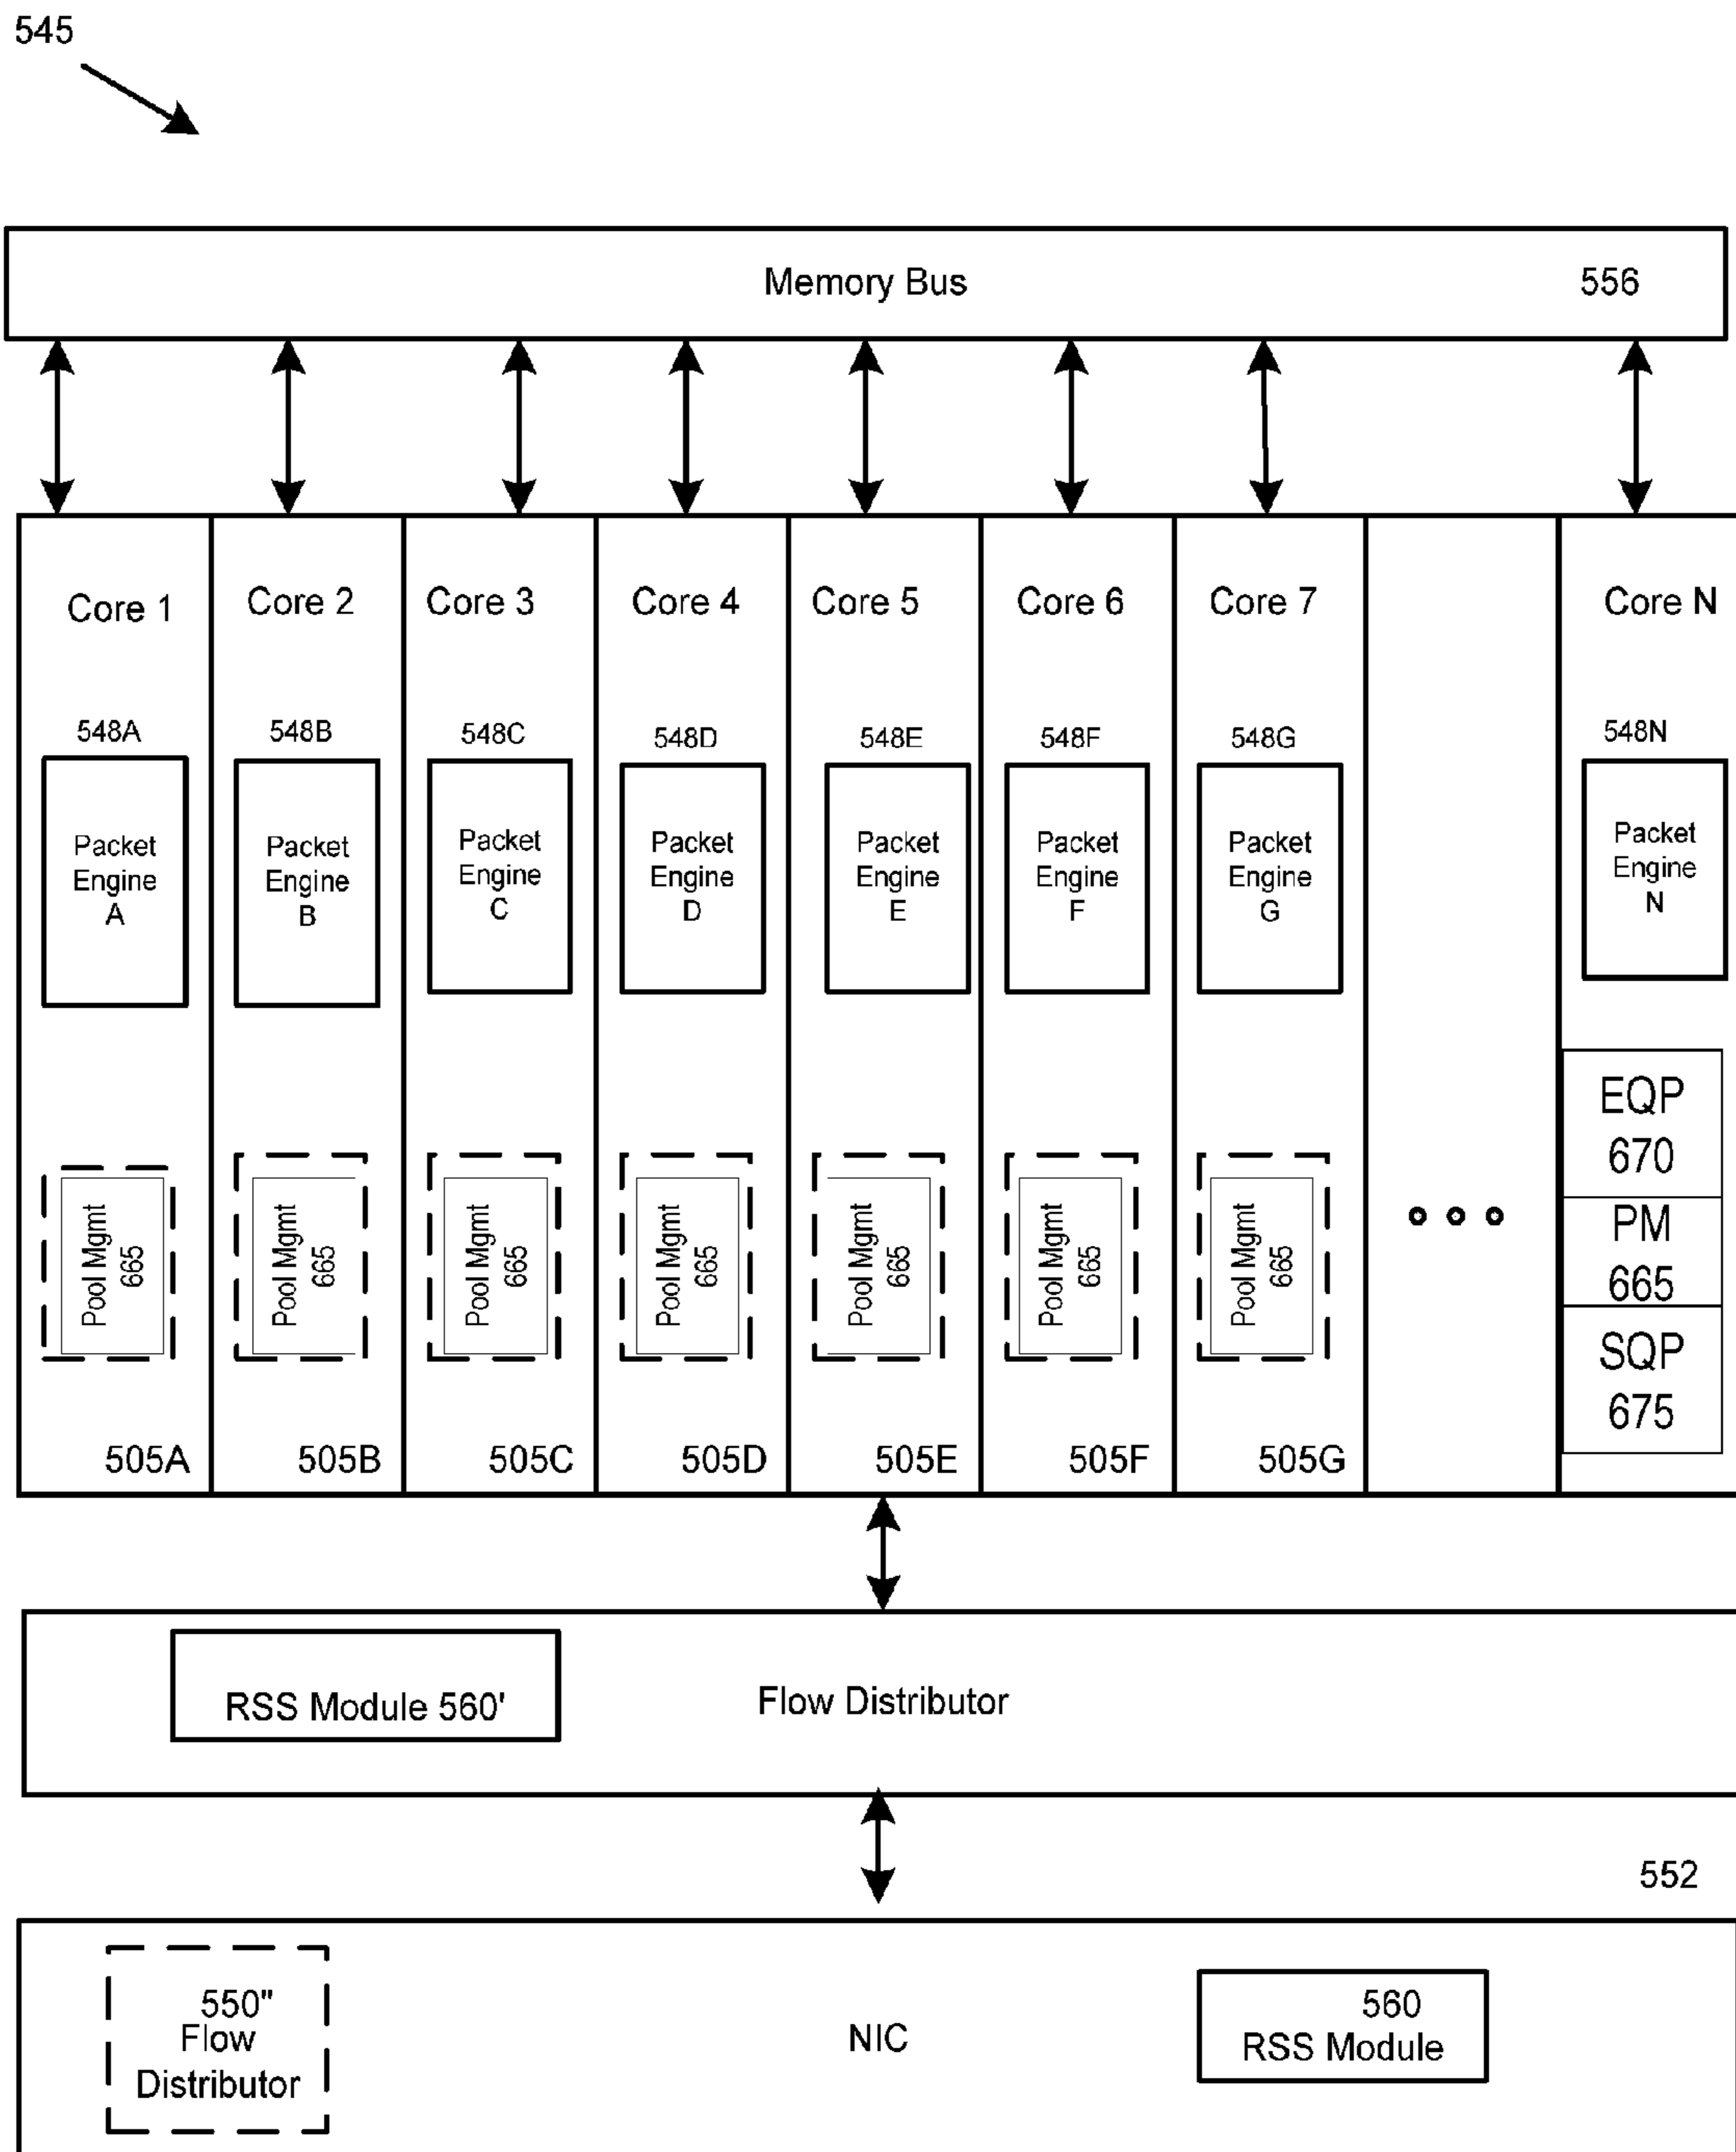 545
Memory Bus 556
Core 1 Core 2 Core 3 Core 4 Core 5 Core 6 Core 7 Core N
548A 548B 548C 548D 548E 548F 548G 548N
Packet
Engine
A
Packet
Engine
B
Packet
Engine
C
Packet
Engine
D
Packet
Engine
E
Packet
Engine
F
Packet
Engine
G
Packet
Engine
N
Pool Mgmt
665
Pool Mgmt
665
Pool Mgmt
665
Pool Mgmt
665
Pool Mgmt
665
Pool Mgmt
665
Pool Mgmt
665
EQP
670
PM
665
SQP
675
505A 505B 505C 505D 505E 505F 505G
RSS Module 560'
Flow Distributor
552
550"
Flow
Distributor
NIC
560
RSS Module